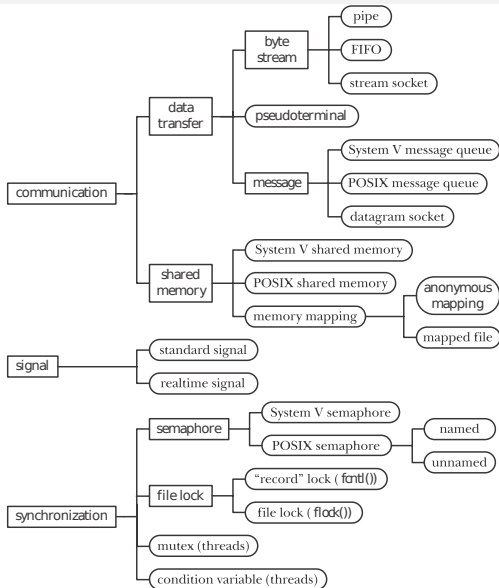 pipe
byte
stream
FIFO
stream socket
data
transfer
pseudoterminal
System V message queue
message
POSIX message queue
datagram socket
communication
System V shared memory
shared
memory
POSIX shared memory
memory mapping
anonymous
mapping
mapped file
signal
standard signal
realtime signal
semaphore
System V semaphore
POSIX semaphore
named
unnamed
synchronization
file lock
“record” lock (fcntl())
file lock (flock())
mutex (threads)
condition variable (threads)